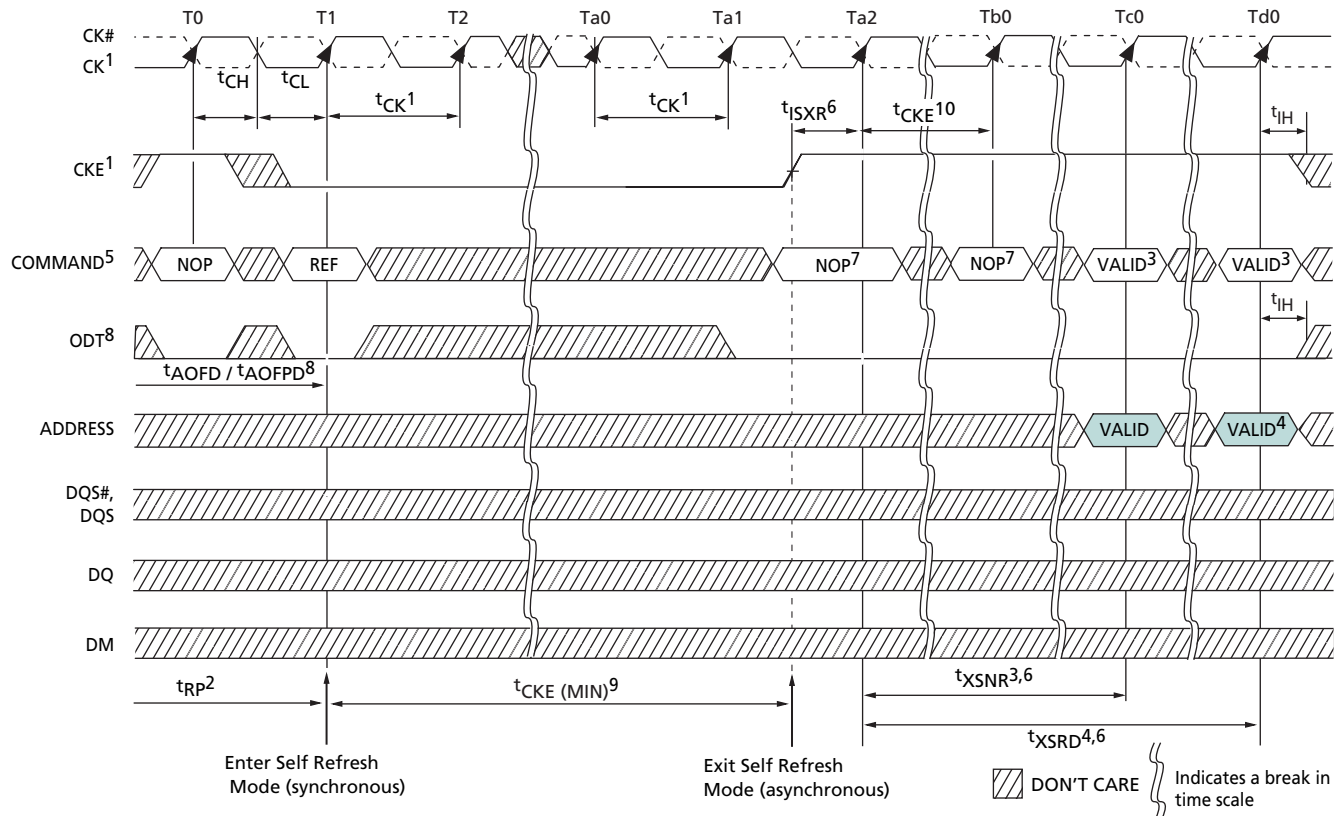 T0 T1 T2 Ta0 Ta1 Ta2 Tb0 Tc0 Td0
CK#
CK1
tCH tCL
tCK1 tCK1 tISXR6 tCKE10 tIH
CKE1
COMMAND5 NOP REF NOP7 NOP7 VALID3 VALID3
tIH
ODT8
tAOFD / tAOFPD8
ADDRESS VALID VALID4
DQS#,
DQS
DQ
DM
tRP2 tCKE (MIN)9 tXSNR3,6
tXSRD4,6
Enter Self Refresh
Mode (synchronous)
Exit Self Refresh
Mode (asynchronous)
DON'T CARE
Indicates a break in
time scale